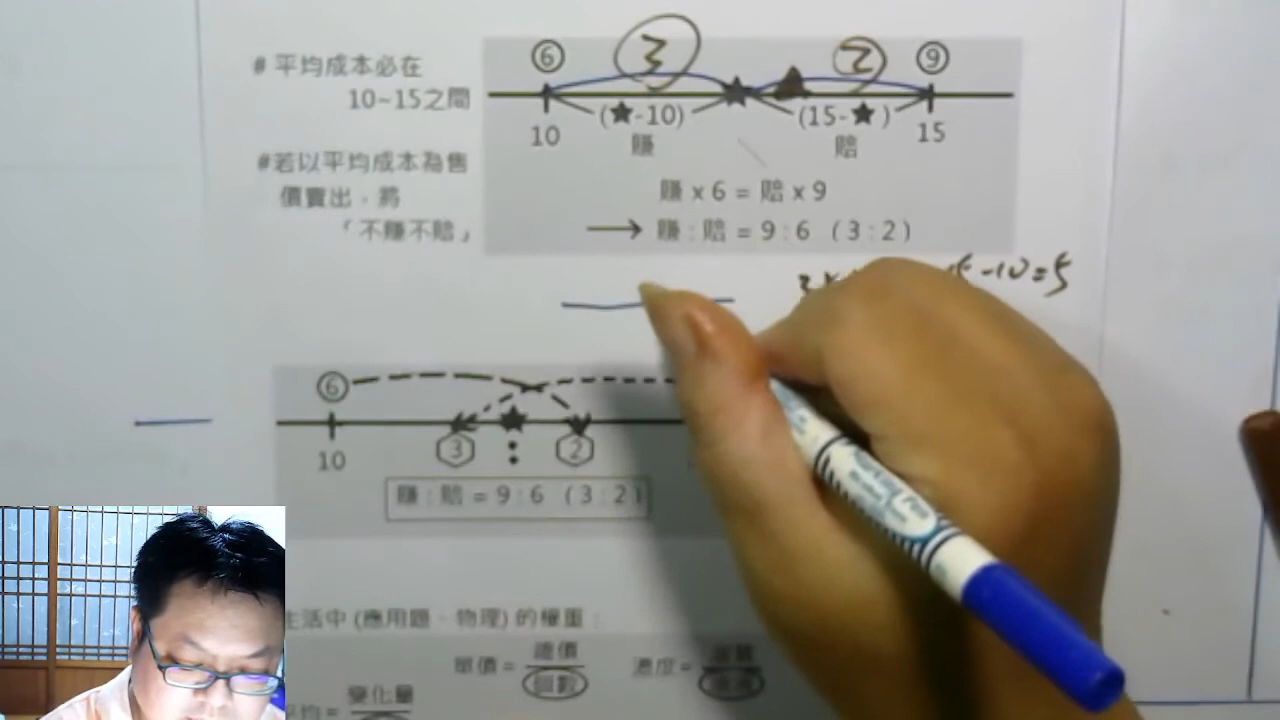 # 平均成本必在
10~15之間
#若以平均成本為售
價賣出，將
「不賺不賠」
⑥ 3 2 ⑨
10 (★-10) (15-★) 15
賺 賠
賺 x 6 = 賠 x 9
→ 賺 : 賠 = 9 : 6 (3 : 2)
-10=5
⑥
10 3 2
賺 : 賠 = 9 : 6 (3 : 2)
生活中 (應用題、物理) 的權重 :
單價 = 總價 個數 濃度 =
平均 = 變化量